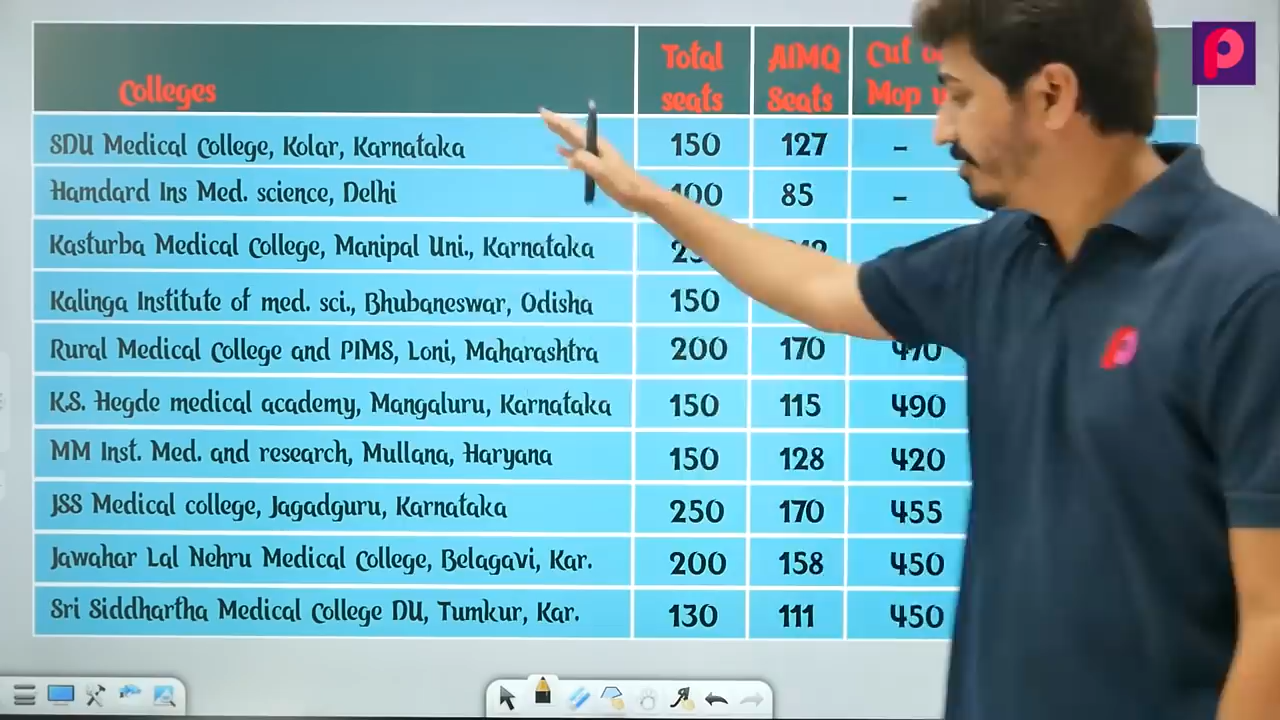 Colleges
Total seats
AIMQ Seats
Cut
Mop
SDU Medical College, Kolar, Karnataka 150 127 -
Hamdard Ins Med. science, Delhi 100 85 -
Kasturba Medical College, Manipal Uni., Karnataka
Kalinga Institute of med. sci., Bhubaneswar, Odisha 150
Rural Medical College and PIMS, Loni, Maharashtra 200 170 470
K.S. Hegde medical academy, Mangaluru, Karnataka 150 115 490
MM Inst. Med. and research, Mullana, Haryana 150 128 420
JSS Medical college, Jagadguru, Karnataka 250 170 455
Jawahar Lal Nehru Medical College, Belagavi, Kar. 200 158 450
Sri Siddhartha Medical College DU, Tumkur, Kar. 130 111 450